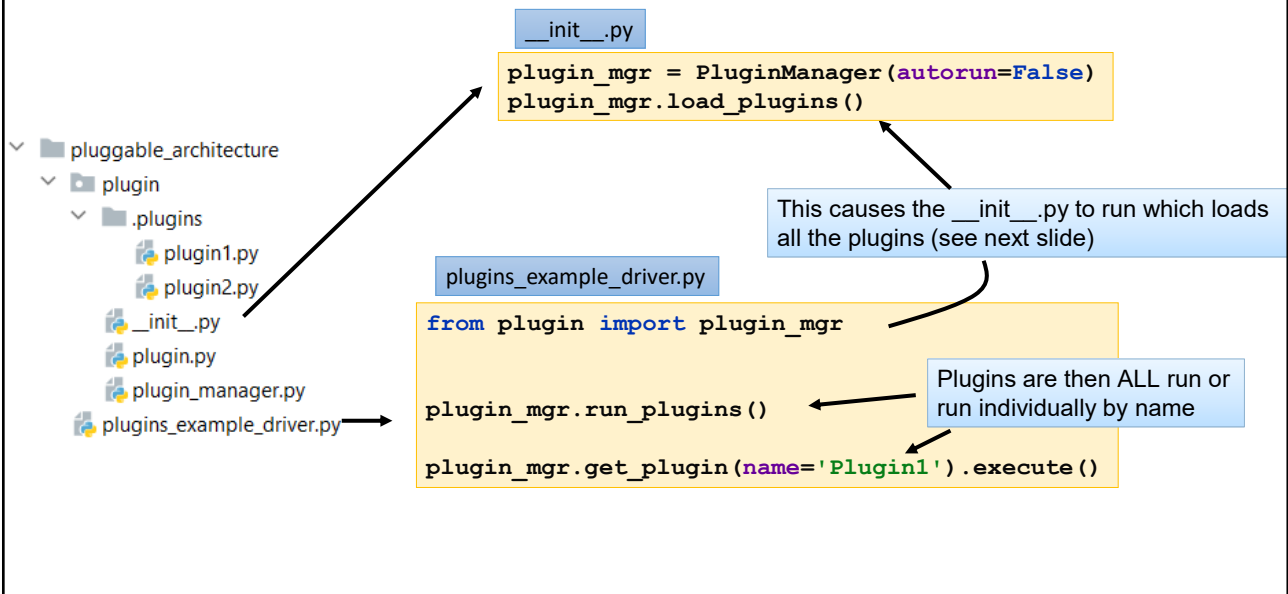 __init__.py
plugin_mgr = PluginManager(autorun=False)
plugin_mgr.load_plugins()
pluggable_architecture
plugin
.plugins
plugin1.py
plugin2.py
__init__.py
plugin.py
plugin_manager.py
plugins_example_driver.py
This causes the __init__.py to run which loads
all the plugins (see next slide)
plugins_example_driver.py
from plugin import plugin_mgr
plugin_mgr.run_plugins()
Plugins are then ALL run or
run individually by name
plugin_mgr.get_plugin(name='Plugin1').execute()